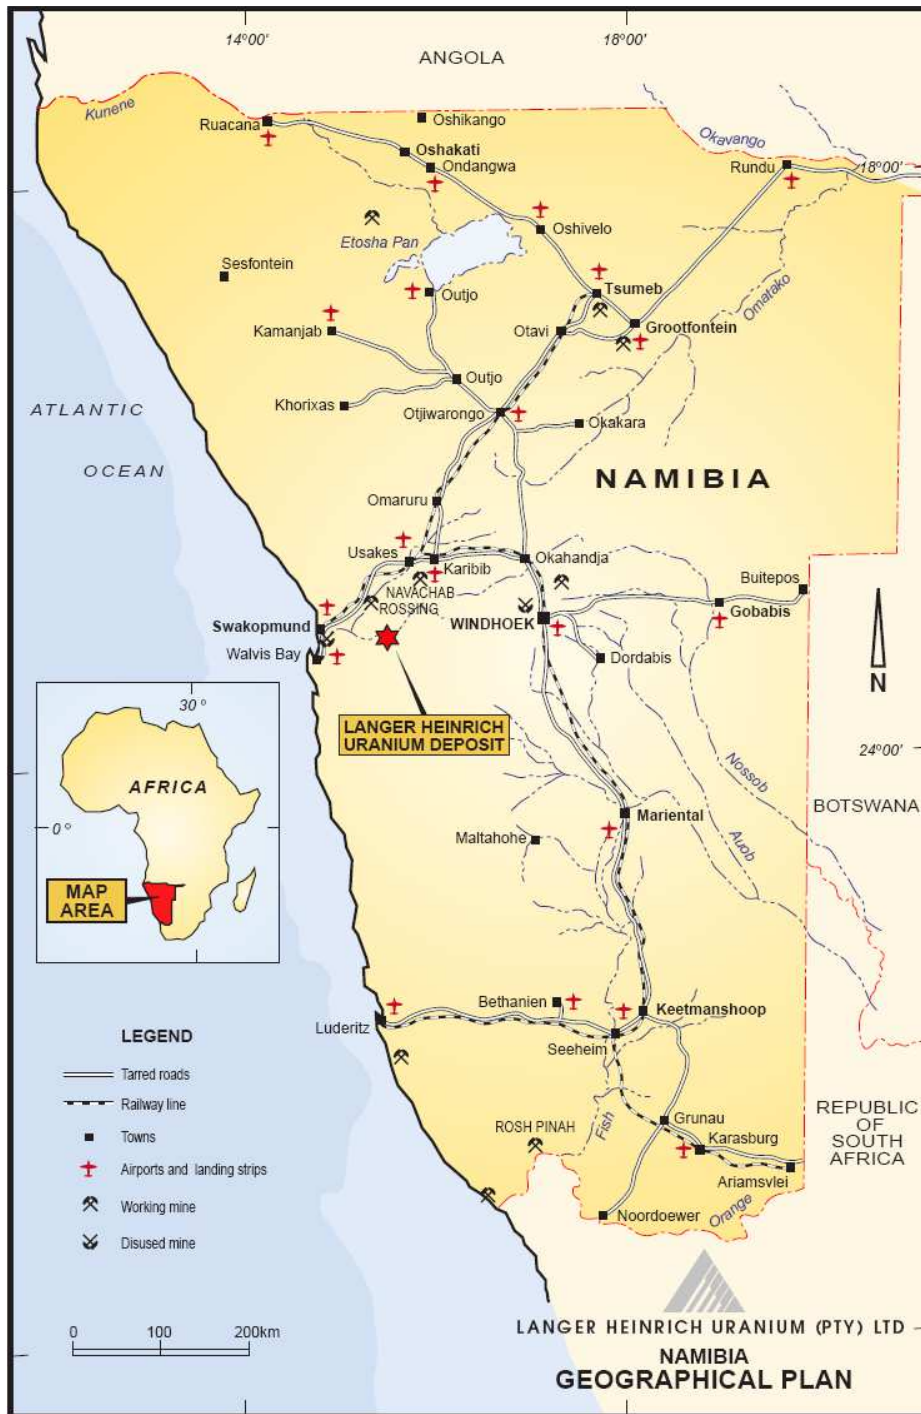 14°00'
18°00'
ANGOLA
Kunene
Ruacana
Oshikango
Oshakati
Ondangwa
Okavango
Rundu
18°00'
Oshivelo
Etosha Pan
Sesfontein
Outjo
Tsumeb
Omatako
Kamanjab
Otavi
Grootfontein
Outjo
Khorixas
Otjiwarongo
Okakara
ATLANTIC
OCEAN
NAMIBIA
Omaruru
Usakes
Karibib
Okahandja
NAVACHAB
ROSSING
Buitepos
Gobabis
Swakopmund
WINDHOEK
Walvis Bay
Dordabis
N
LANGER HEINRICH
URANIUM DEPOSIT
30°
AFRICA
0°
MAP
AREA
24°00'
Nossob
BOTSWANA
Auob
Mariental
Maltahohe
Bethanien
Keetmanshoop
Luderitz
Seeheim
LEGEND
Tarred roads
Railway line
Towns
Airports and landing strips
Working mine
Disused mine
0 100 200km
ROSH PINAH
Fish
Grunau
Karasburg
Ariamsvlei
Noordoewer
Orange
REPUBLIC
OF
SOUTH
AFRICA
LANGER HEINRICH URANIUM (PTY) LTD
NAMIBIA
GEOGRAPHICAL PLAN